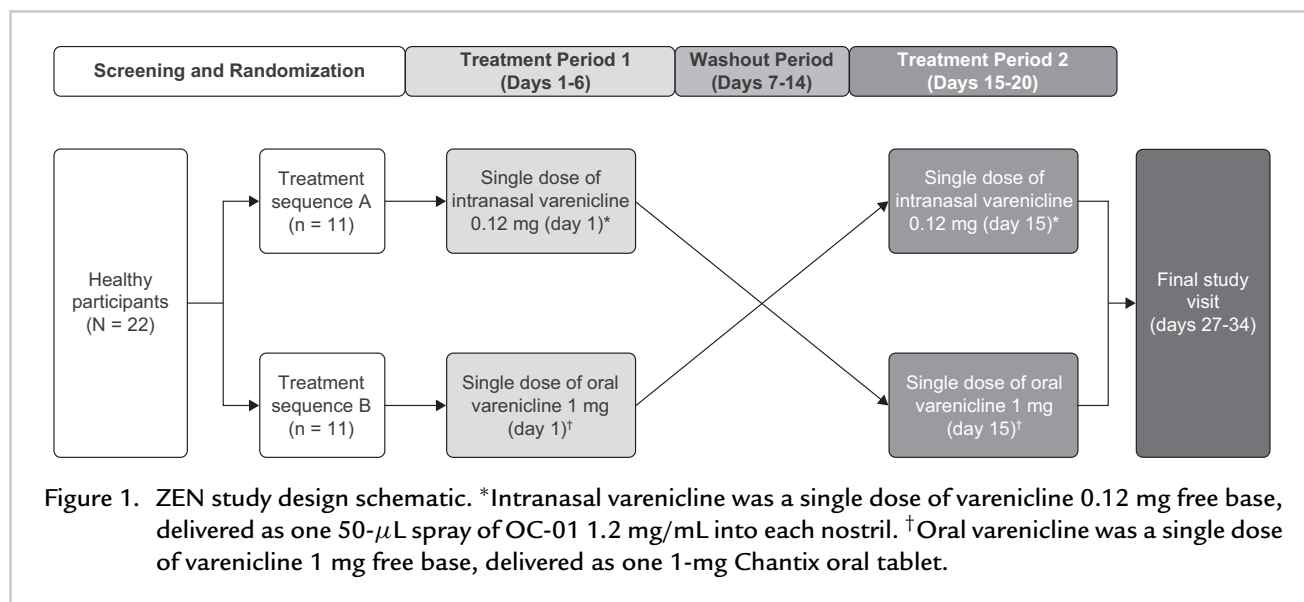 Screening and Randomization
Treatment Period 1
(Days 1-6)
Washout Period
(Days 7-14)
Treatment Period 2
(Days 15-20)
Healthy
participants
(N = 22)
Treatment
sequence A
(n = 11)
Single dose of
intranasal varenicline
0.12 mg (day 1)*
Single dose of
intranasal varenicline
0.12 mg (day 15)*
Treatment
sequence B
(n = 11)
Single dose of oral
varenicline 1 mg
(day 1)†
Single dose of oral
varenicline 1 mg
(day 15)†
Final study
visit
(days 27-34)
Figure 1. ZEN study design schematic. *Intranasal varenicline was a single dose of varenicline 0.12 mg free base,
delivered as one 50-μL spray of OC-01 1.2 mg/mL into each nostril. †Oral varenicline was a single dose
of varenicline 1 mg free base, delivered as one 1-mg Chantix oral tablet.